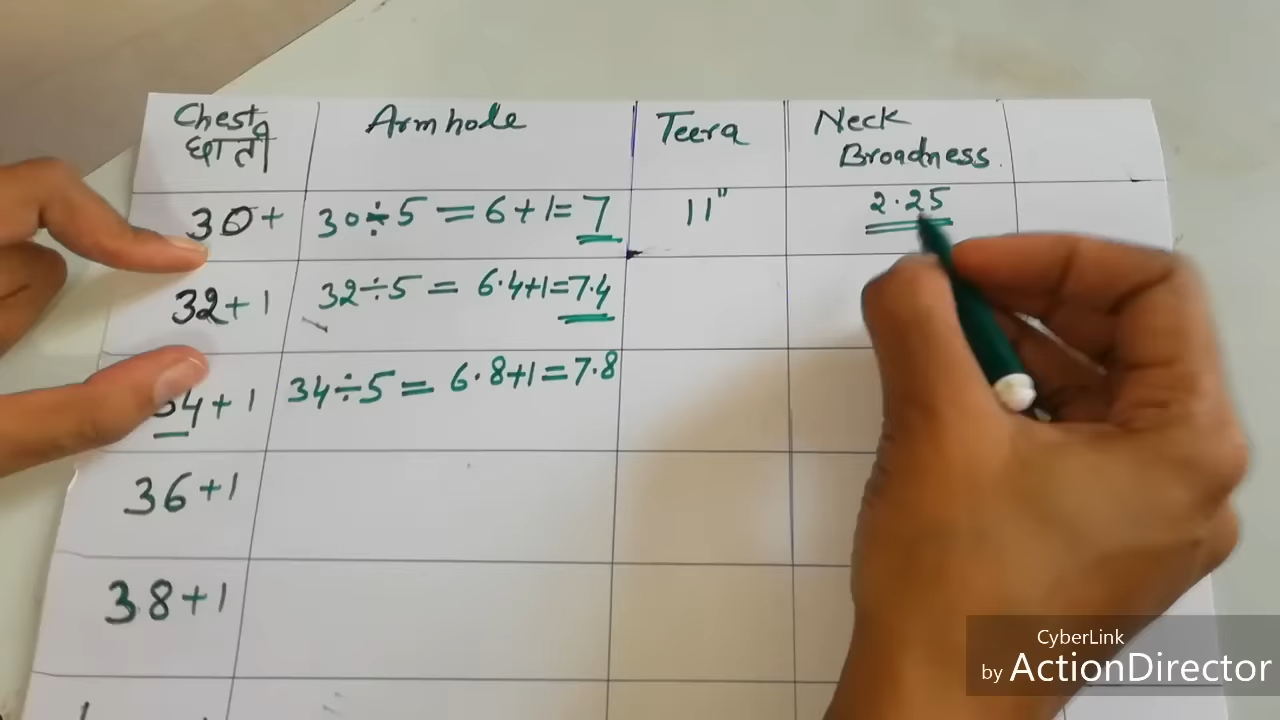 Chest
छाती
Armhole
Teera
Neck
Broadness
30+
30÷5 = 6+1= 7
11"
2.25
32+1
32÷5 = 6.4+1=7.4
34+1
34÷5 = 6.8+1=7.8
36+1
38+1
CyberLink
by ActionDirector